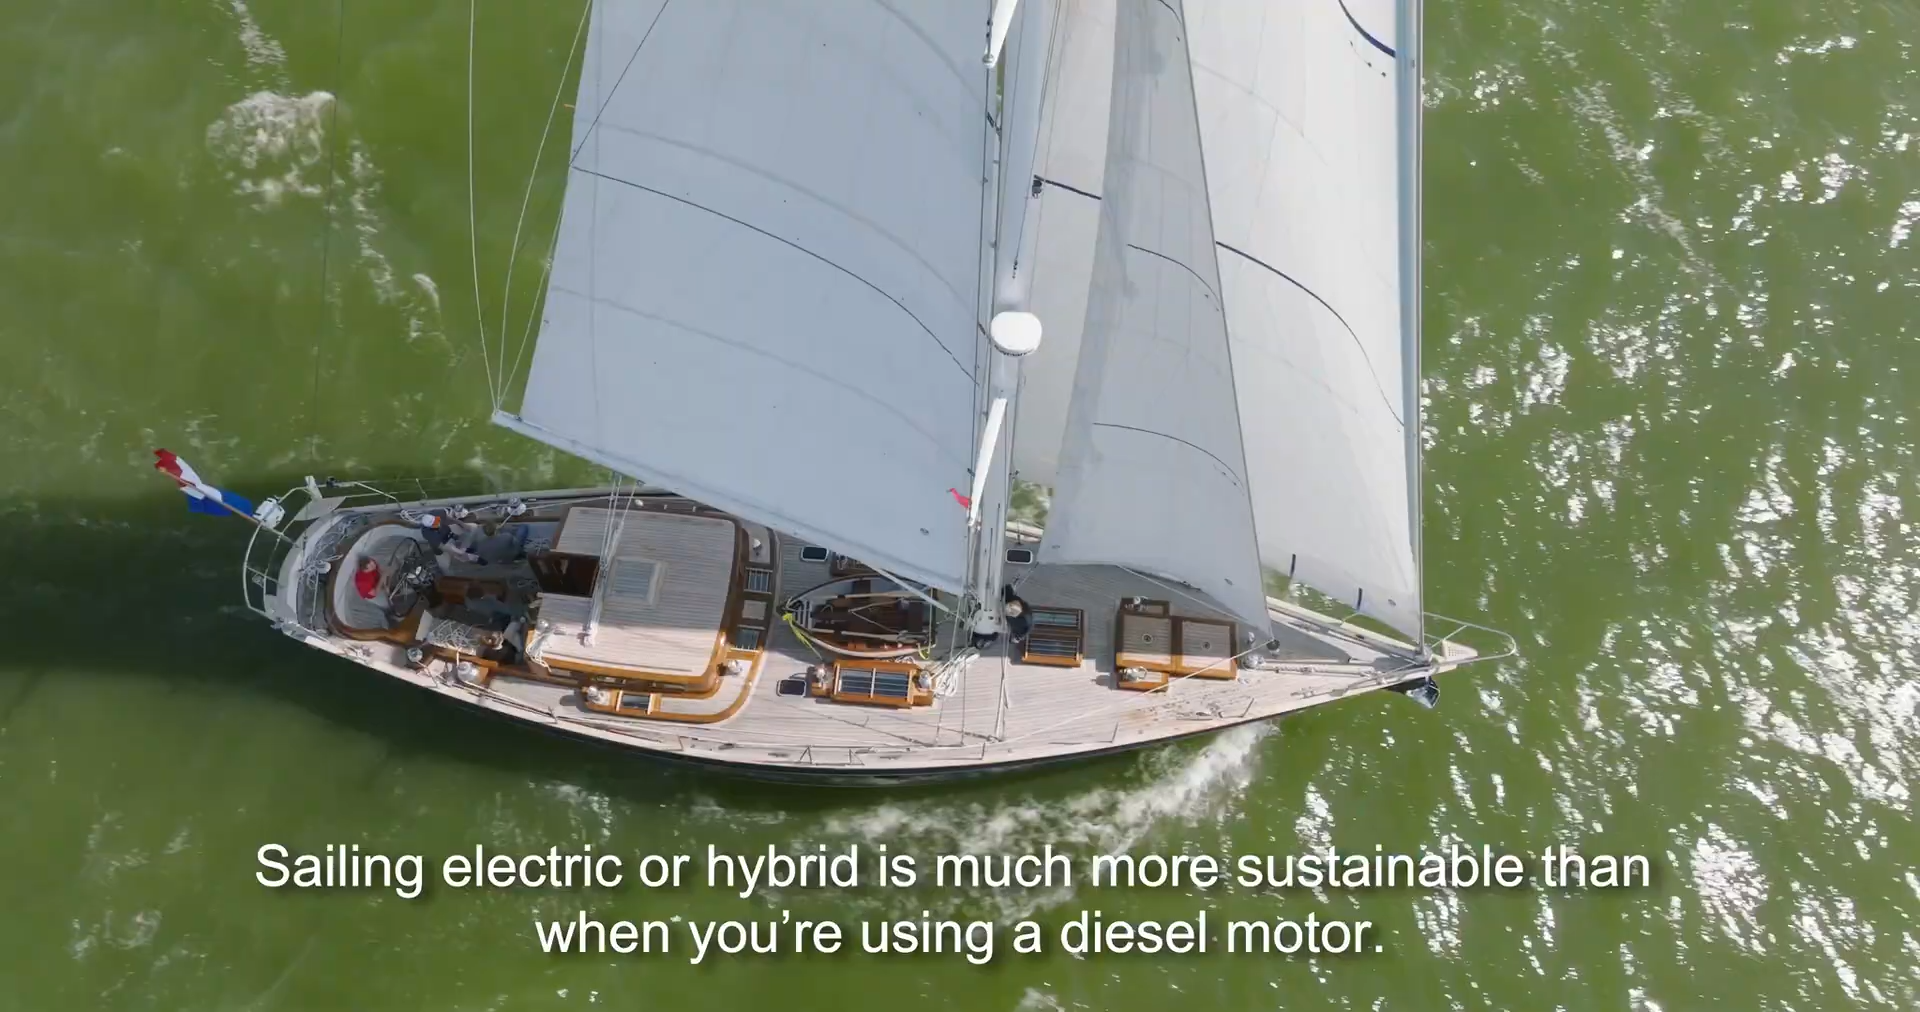 Sailing electric or hybrid is much more sustainable than
when you’re using a diesel motor.